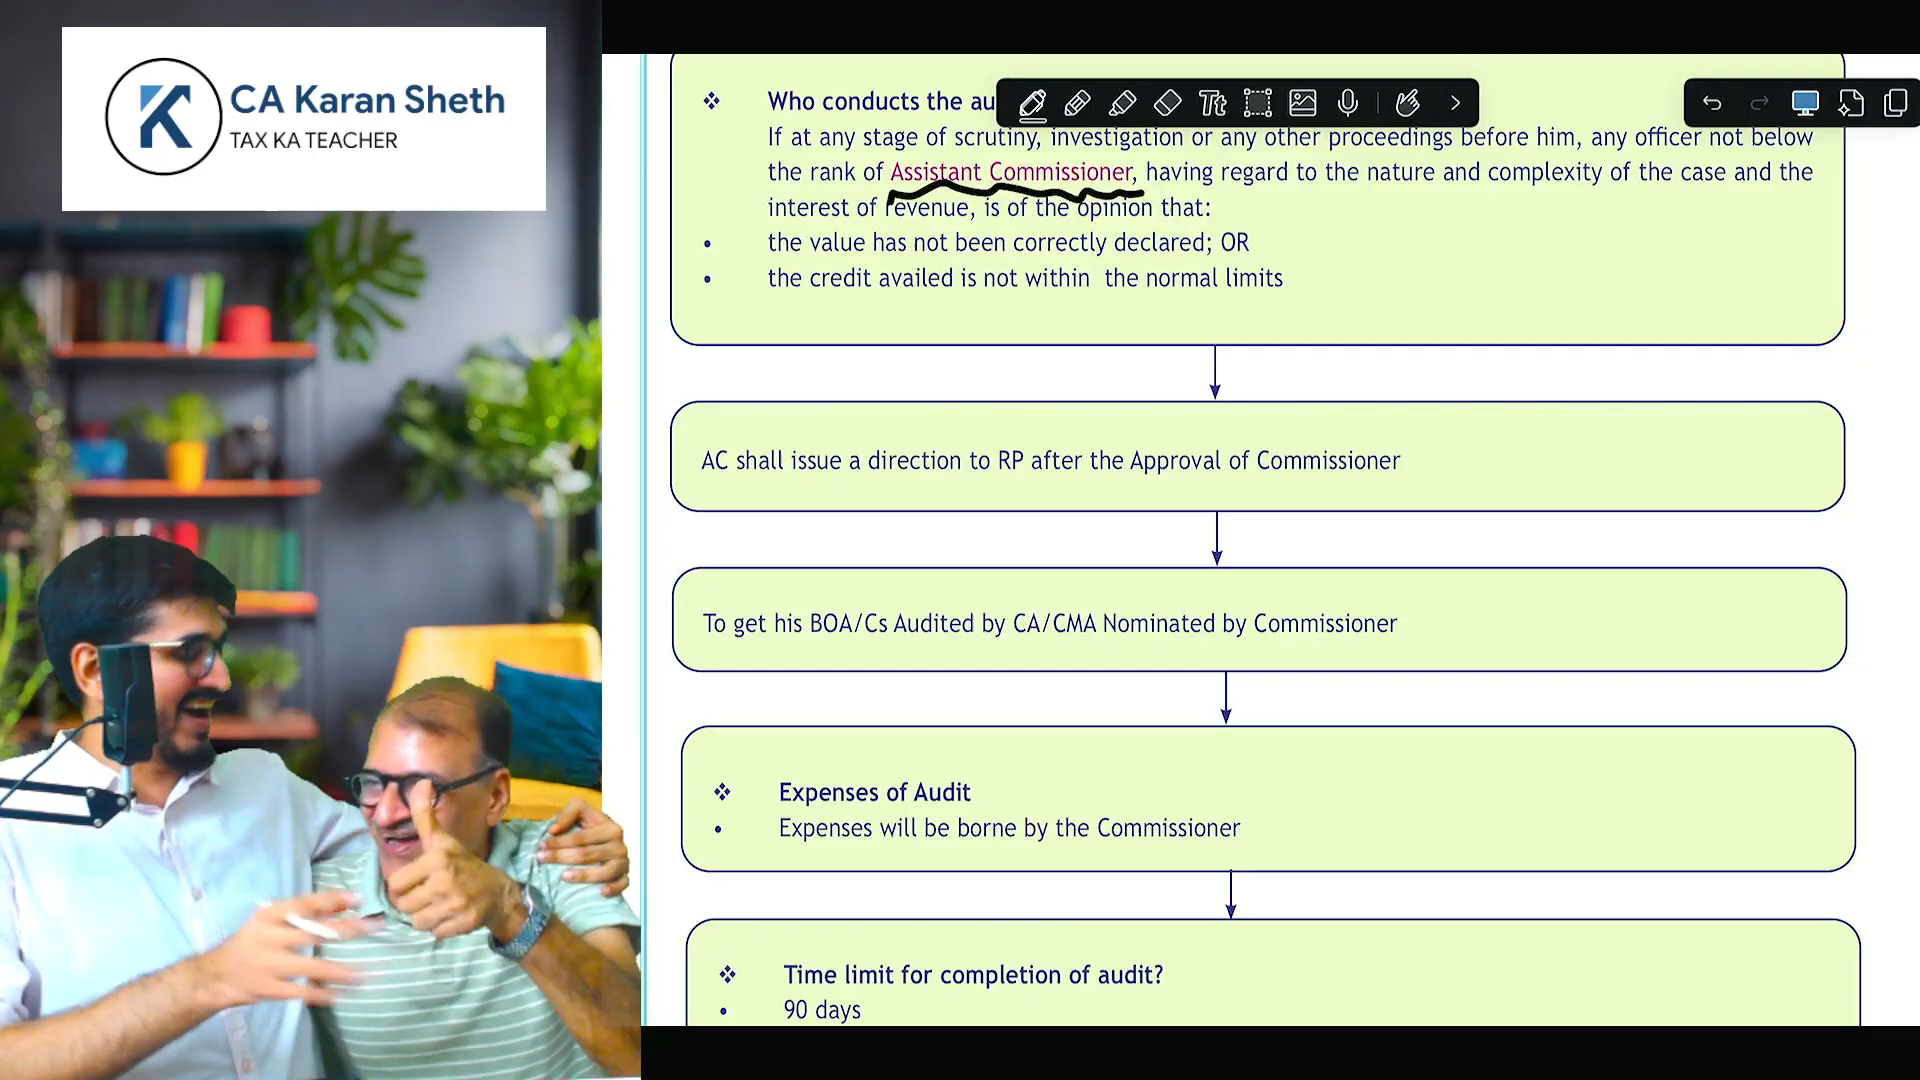 CA Karan Sheth
TAX KA TEACHER
Who conducts the au
If at any stage of scrutiny, investigation or any other proceedings before him, any officer not below
the rank of Assistant Commissioner, having regard to the nature and complexity of the case and the
interest of revenue, is of the opinion that:
• the value has not been correctly declared; OR
• the credit availed is not within the normal limits
AC shall issue a direction to RP after the Approval of Commissioner
To get his BOA/Cs Audited by CA/CMA Nominated by Commissioner
Expenses of Audit
• Expenses will be borne by the Commissioner
Time limit for completion of audit?
• 90 days